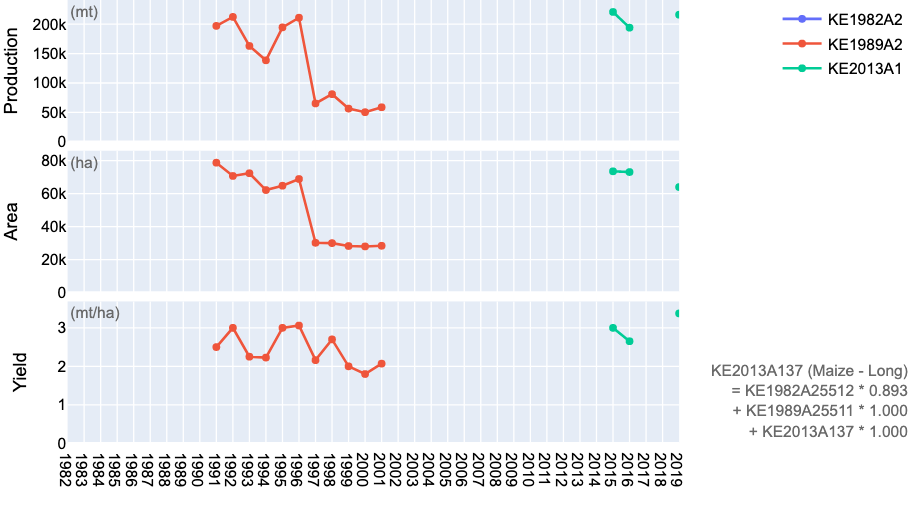 (mt)
Production
200k
150k
100k
50k
0
KE1982A2
KE1989A2
KE2013A1
(ha)
Area
80k
60k
40k
20k
0
(mt/ha)
Yield
3
2
1
0
KE2013A137 (Maize - Long)
= KE1982A25512 * 0.893
+ KE1989A25511 * 1.000
+ KE2013A137 * 1.000
1982
1983
1984
1985
1986
1987
1988
1989
1990
1991
1992
1993
1994
1995
1996
1997
1998
1999
2000
2001
2002
2003
2004
2005
2006
2007
2008
2009
2010
2011
2012
2013
2014
2015
2016
2017
2018
2019